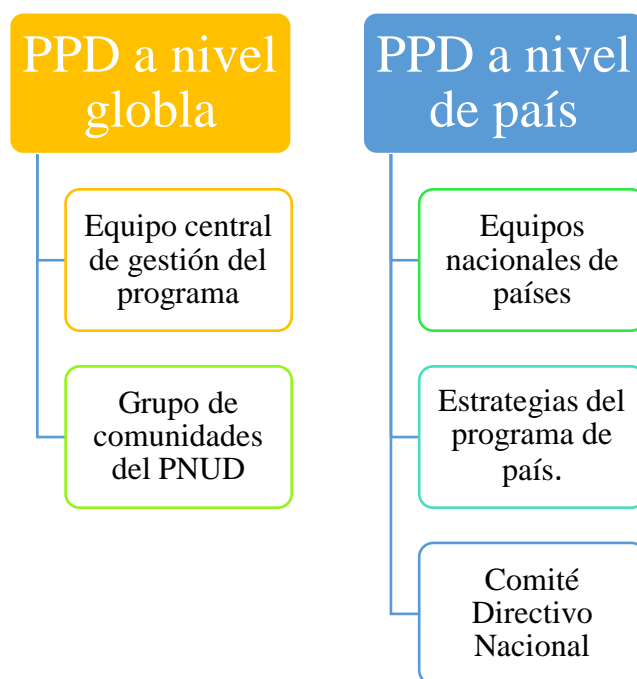 PPD a nivel
globla
Equipo central
de gestión del
programa
Grupo de
comunidades
del PNUD
PPD a nivel
de país
Equipos
nacionales de
países
Estrategias del
programa de
país.
Comité
Directivo
Nacional